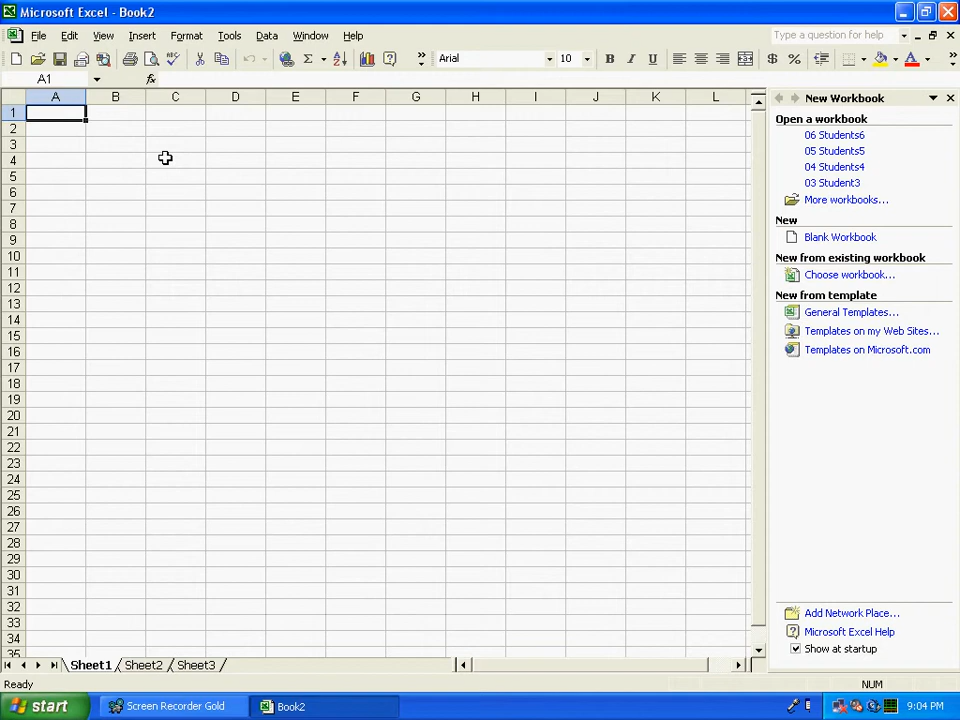 Microsoft Excel - Book2
File Edit View Insert Format Tools Data Window Help
Type a question for help
Arial 10 B I U $ %
A1 fx
A B C D E F G H I J K L
1
2
3
4
5
6
7
8
9
10
11
12
13
14
15
16
17
18
19
20
21
22
23
24
25
26
27
28
29
30
31
32
33
34
35
New Workbook
Open a workbook
06 Students6
05 Students5
04 Students4
03 Student3
More workbooks...
New
Blank Workbook
New from existing workbook
Choose workbook...
New from template
General Templates...
Templates on my Web Sites...
Templates on Microsoft.com
Add Network Place...
Microsoft Excel Help
Show at startup
Sheet1 Sheet2 Sheet3
Ready NUM
start Screen Recorder Gold Book2 9:04 PM